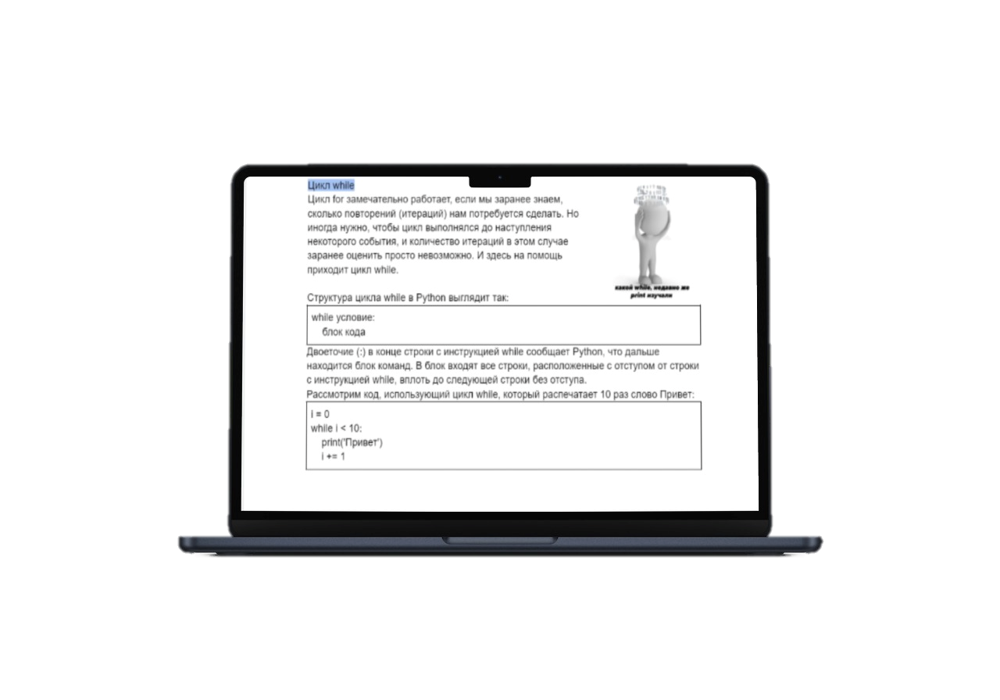 Цикл while
Цикл for замечательно работает, если мы заранее знаем,
сколько повторений (итераций) нам потребуется сделать. Но
иногда нужно, чтобы цикл выполнялся до наступления
некоторого события, и количество итераций в этом случае
заранее оценить просто невозможно. И здесь на помощь
приходит цикл while.
какой while, недавно же
print изучали
Структура цикла while в Python выглядит так:
while условие:
    блок кода
Двоеточие (:) в конце строки с инструкцией while сообщает Python, что дальше
находится блок команд. В блок входят все строки, расположенные с отступом от строки
с инструкцией while, вплоть до следующей строки без отступа.
Рассмотрим код, использующий цикл while, который распечатает 10 раз слово Привет:
i = 0
while i < 10:
    print('Привет')
    i += 1